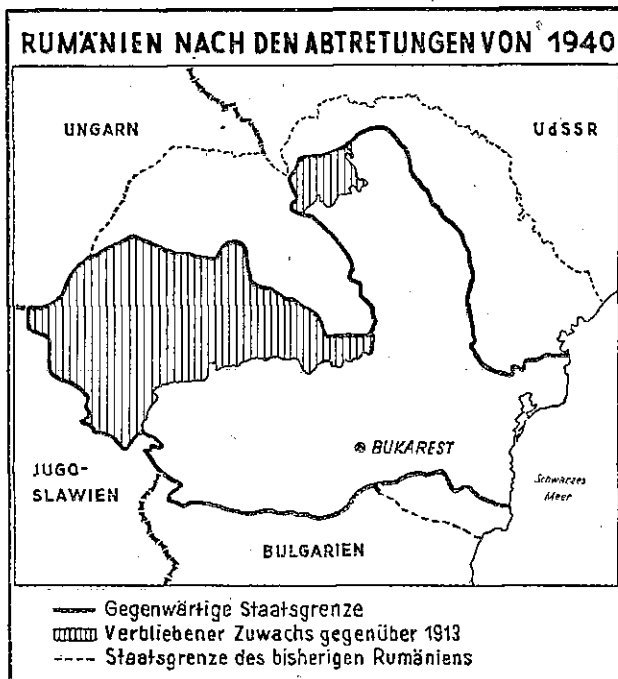 RUMÄNIEN NACH DEN ABTRETUNGEN VON 1940
UNGARN
UdSSR
BUKAREST
JUGO-
SLAWIEN
Schwarzes
Meer
BULGARIEN
Gegenwärtige Staatsgrenze
Verbliebener Zuwachs gegenüber 1913
Staatsgrenze des bisherigen Rumäniens